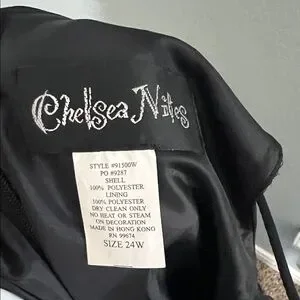 Chelsea Nites
STYLE #91500W
PO #9287
SHELL
100% POLYESTER
LINING
100% POLYESTER
DRY CLEAN ONLY
NO HEAT OR STEAM
ON DECORATION
MADE IN HONG KONG
RN 99674
SIZE 24W